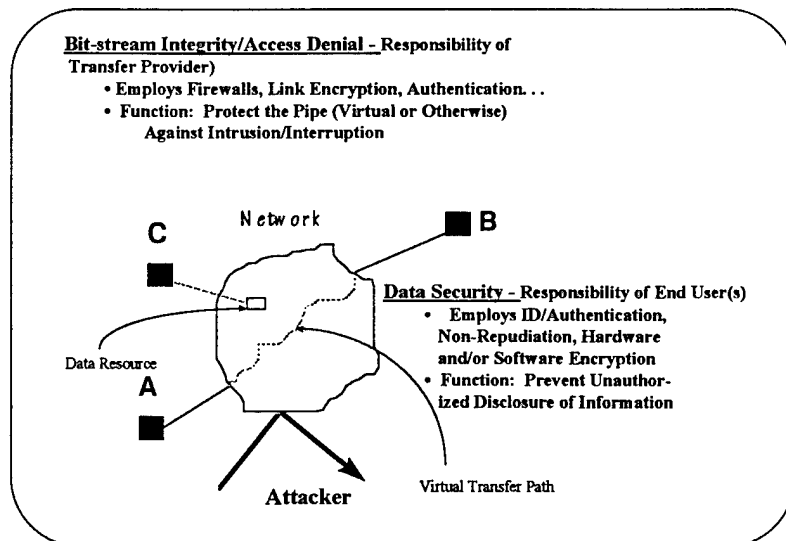 Bit-stream Integrity/Access Denial - Responsibility of
Transfer Provider)
• Employs Firewalls, Link Encryption, Authentication...
• Function: Protect the Pipe (Virtual or Otherwise)
Against Intrusion/Interruption
Network
C
B
Data Security - Responsibility of End User(s)
• Employs ID/Authentication,
Non-Repudiation, Hardware
and/or Software Encryption
• Function: Prevent Unauthor-
ized Disclosure of Information
Data Resource
A
Attacker
Virtual Transfer Path